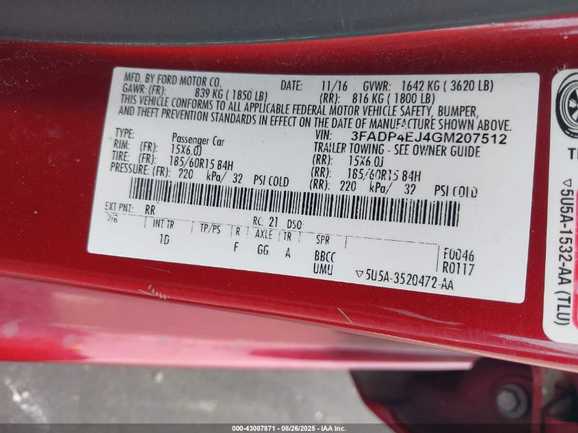 MFD. BY FORD MOTOR CO.
DATE: 11/16 GVWR: 1642 KG ( 3620 LB)
GAWR: (FR): 839 KG ( 1850 LB) (RR): 816 KG ( 1800 LB)
THIS VEHICLE CONFORMS TO ALL APPLICABLE FEDERAL MOTOR VEHICLE SAFETY, BUMPER,
AND THEFT PREVENTION STANDARDS IN EFFECT ON THE DATE OF MANUFACTURE SHOWN ABOVE.
VIN: 3FADP4EJ4GM207512
TYPE: Passenger Car TRAILER TOWING - SEE OWNER GUIDE
RIM: (FR): 15X6.0J (RR): 15X6.0J
TIRE: (FR): 185/60R15 84H (RR): 185/60R15 84H
PRESSURE: (FR): 220 kPa/ 32 PSI COLD (RR): 220 kPa/ 32 PSI COLD
EXT PNT: RR RC: 21 DSO:
INT TR TP/PS R AXLE TR SPR
1D F GG A BBCC
UMU
F0046
R0117
▽5U5A-3520472-AA
▽5U5A-1532-AA (TLU)
000-43087871 - 08/26/2025 - IAA Inc.